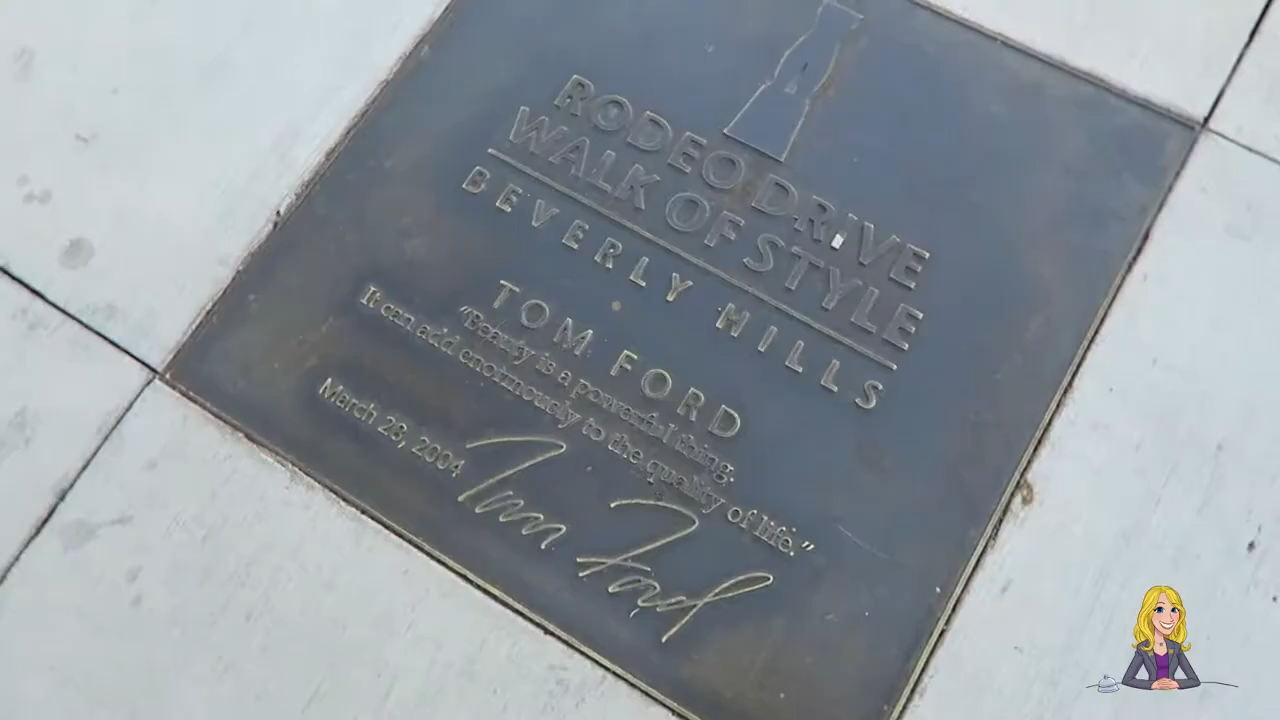 RODEO DRIVE
WALK OF STYLE
BEVERLY HILLS
TOM FORD
"Beauty is a powerful thing.
It can add enormously to the quality of life."
March 28, 2004
Tom Ford